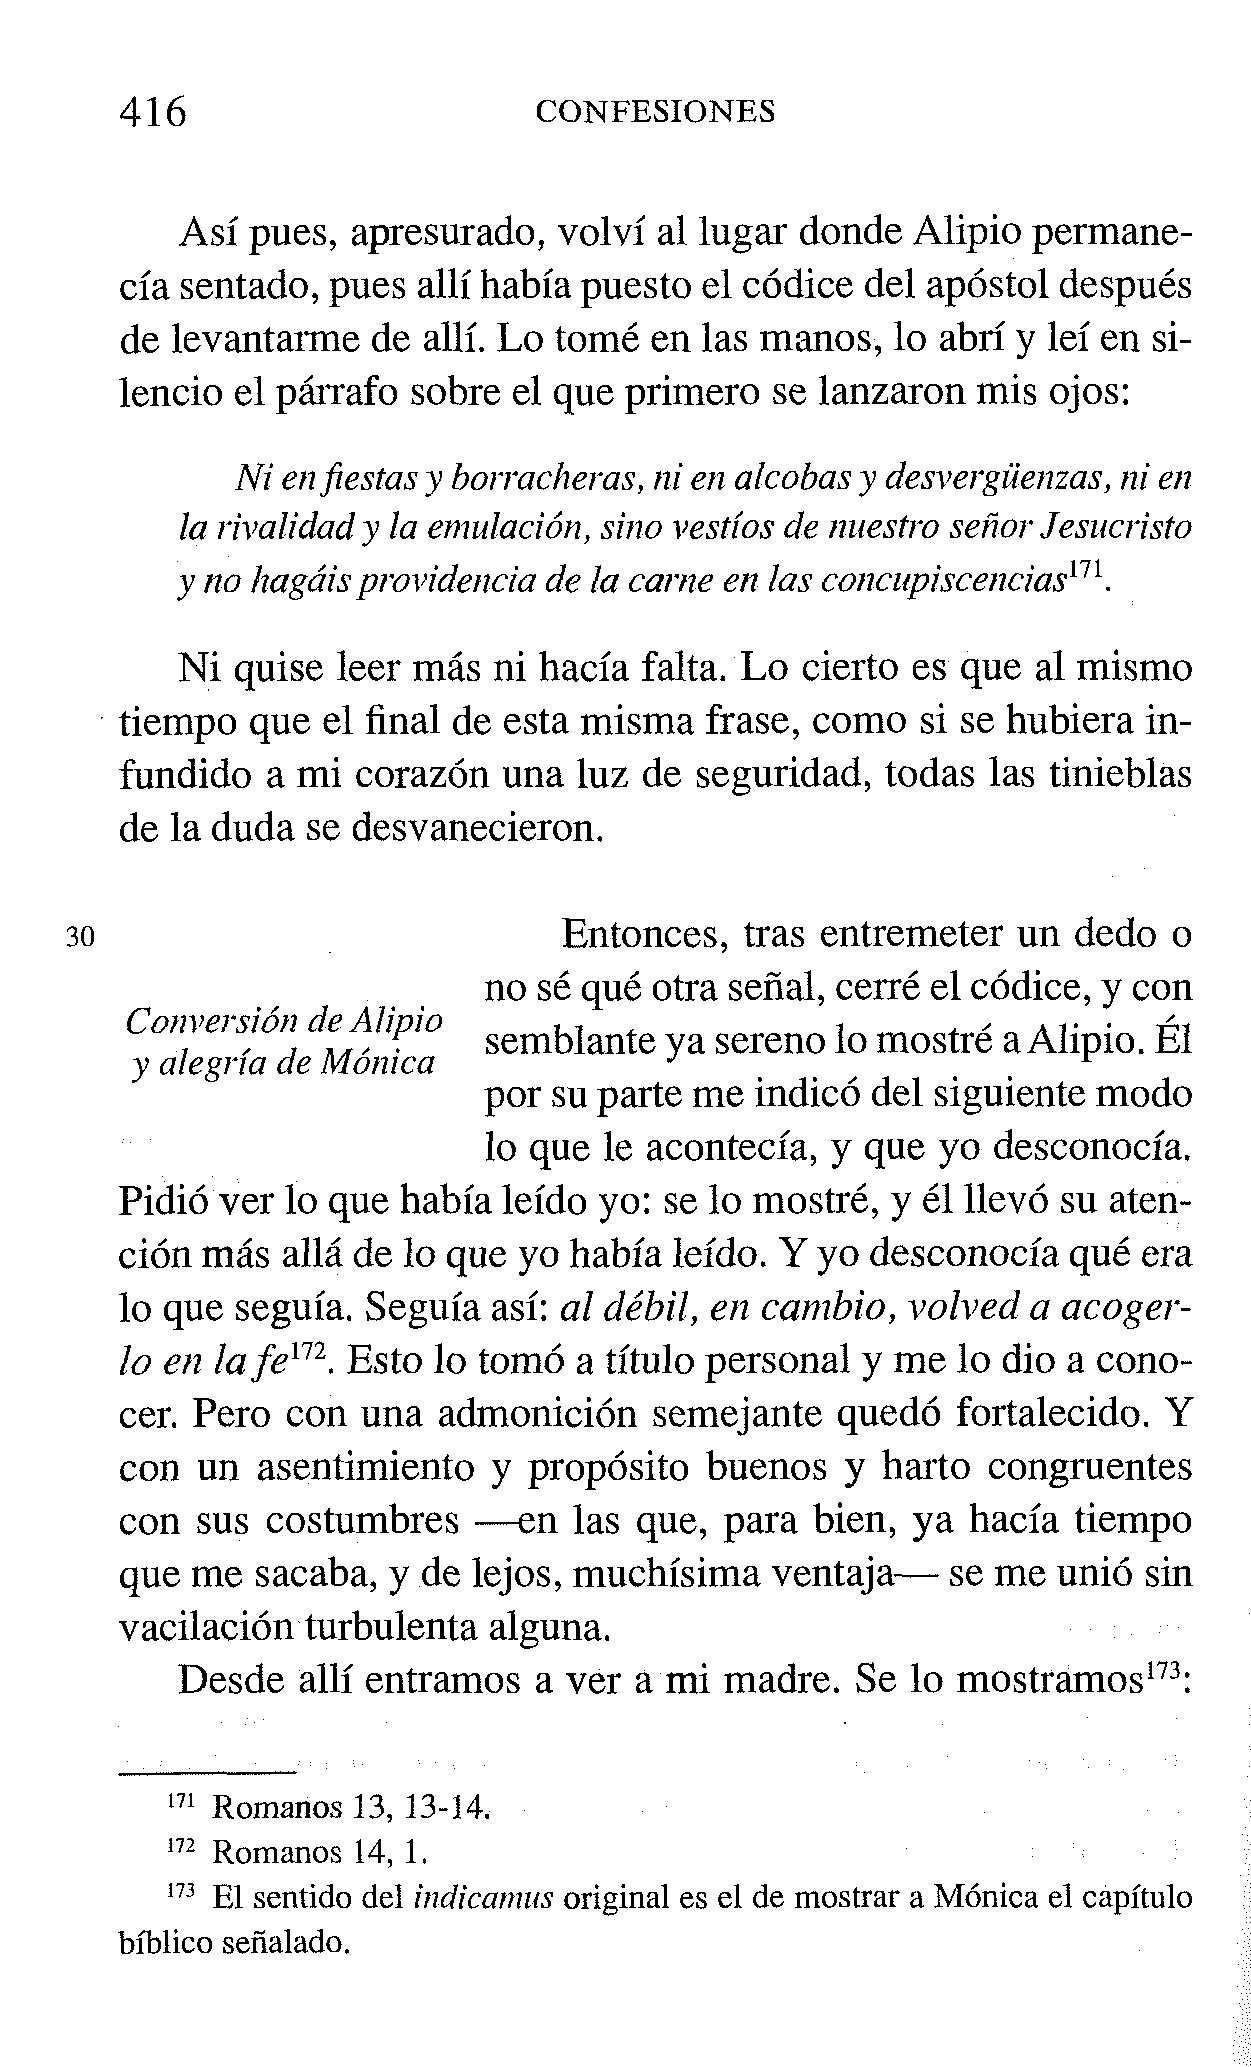 416 CONFESIONES
Así pues, apresurado, volví al lugar donde Alipio permane-
cía sentado, pues allí había puesto el códice del apóstol después
de levantarme de allí. Lo tomé en las manos, lo abrí y leí en si-
lencio el párrafo sobre el que primero se lanzaron mis ojos:
Ni en fiestas y borracheras, ni en alcobas y desvergüenzas, ni en
la rivalidad y la emulación, sino vestíos de nuestro señor Jesucristo
y no hagáis providencia de la carne en las concupiscencias¹⁷¹.
Ni quise leer más ni hacía falta. Lo cierto es que al mismo
tiempo que el final de esta misma frase, como si se hubiera in-
fundido a mi corazón una luz de seguridad, todas las tinieblas
de la duda se desvanecieron.
30
Conversión de Alipio
y alegría de Mónica
Entonces, tras entremeter un dedo o
no sé qué otra señal, cerré el códice, y con
semblante ya sereno lo mostré a Alipio. Él
por su parte me indicó del siguiente modo
lo que le acontecía, y que yo desconocía.
Pidió ver lo que había leído yo: se lo mostré, y él llevó su aten-
ción más allá de lo que yo había leído. Y yo desconocía qué era
lo que seguía. Seguía así: al débil, en cambio, volved a acoger-
lo en la fe¹⁷². Esto lo tomó a título personal y me lo dio a cono-
cer. Pero con una admonición semejante quedó fortalecido. Y
con un asentimiento y propósito buenos y harto congruentes
con sus costumbres —en las que, para bien, ya hacía tiempo
que me sacaba, y de lejos, muchísima ventaja— se me unió sin
vacilación turbulenta alguna.
Desde allí entramos a ver a mi madre. Se lo mostramos¹⁷³:
¹⁷¹ Romanos 13, 13-14.
¹⁷² Romanos 14, 1.
¹⁷³ El sentido del indicamus original es el de mostrar a Mónica el capítulo
bíblico señalado.